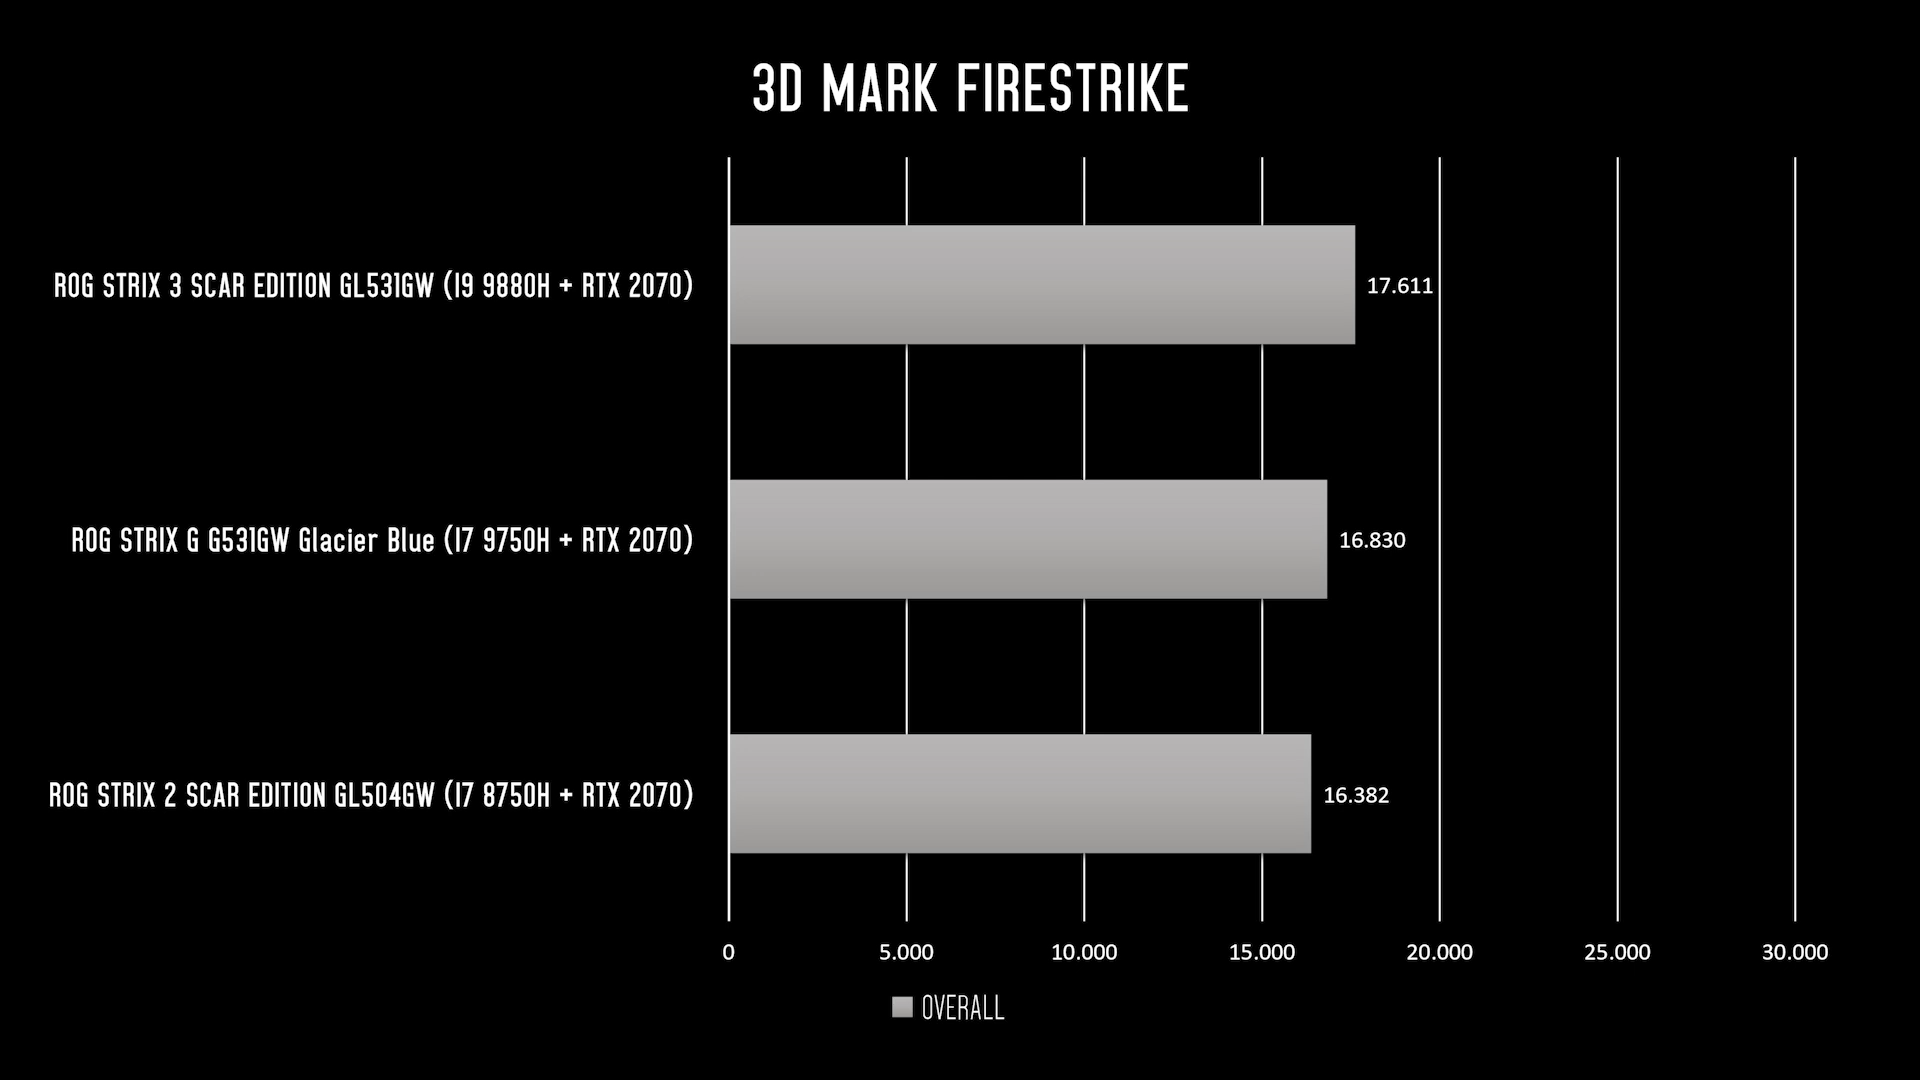 3D MARK FIRESTRIKE
ROG STRIX 3 SCAR EDITION GL531GW (I9 9880H + RTX 2070)
17.611
ROG STRIX G G531GW Glacier Blue (I7 9750H + RTX 2070)
16.830
ROG STRIX 2 SCAR EDITION GL504GW (I7 8750H + RTX 2070)
16.382
0 5.000 10.000 15.000 20.000 25.000 30.000
OVERALL